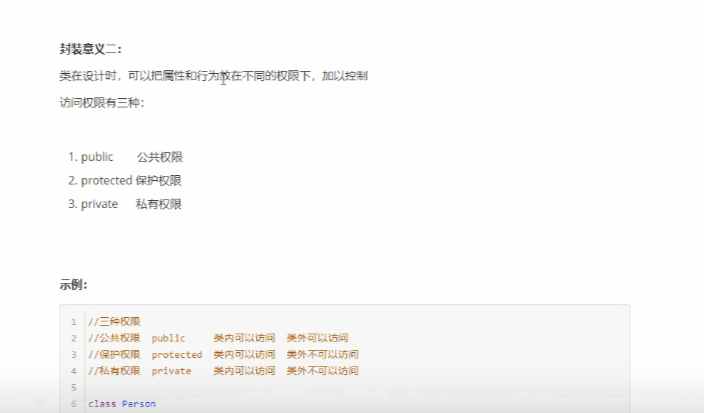 封装意义二：
类在设计时，可以把属性和行为放在不同的权限下，加以控制
访问权限有三种：
1. public 公共权限
2. protected 保护权限
3. private 私有权限
示例：
1 //三种权限
2 //公共权限 public 类内可以访问 类外可以访问
3 //保护权限 protected 类内可以访问 类外不可以访问
4 //私有权限 private 类内可以访问 类外不可以访问
5
6 class Person